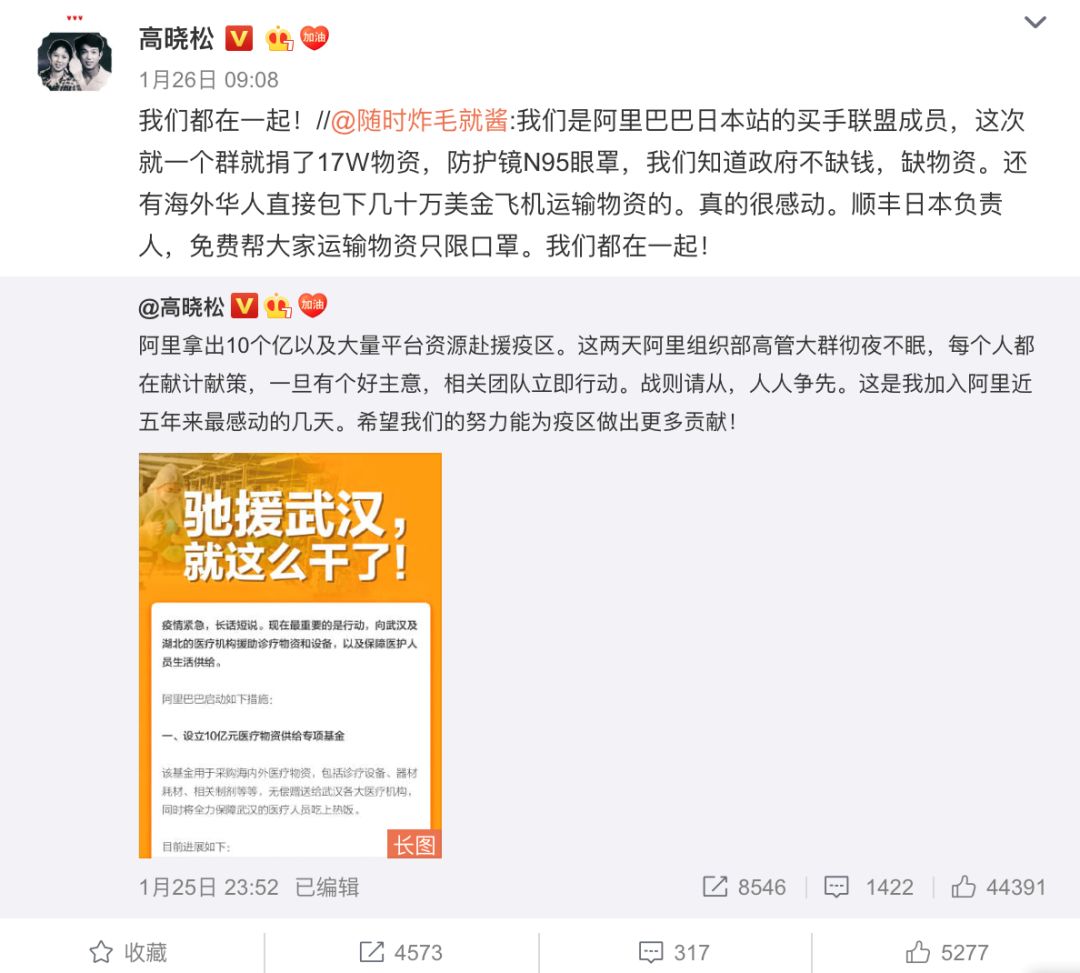 高晓松 V 7 加油
1月26日 09:08
我们都在一起！//@随时炸毛就酱:我们是阿里巴巴日本站的买手联盟成员，这次
就一个群就捐了17W物资，防护镜N95眼罩，我们知道政府不缺钱，缺物资。还
有海外华人直接包下几十万美金飞机运输物资的。真的很感动。顺丰日本负责
人，免费帮大家运输物资只限口罩。我们都在一起！
@高晓松 V 7 加油
阿里拿出10个亿以及大量平台资源赴援疫区。这两天阿里组织部高管大群彻夜不眠，每个人都
在献计献策，一旦有个好主意，相关团队立即行动。战则请从，人人争先。这是我加入阿里近
五年来最感动的几天。希望我们的努力能为疫区做出更多贡献！
驰援武汉，
就这么干了！
疫情紧急，长话短说。现在最重要的是行动，向武汉及
湖北的医疗机构援助诊疗物资和设备，以及保障医护人
员生活供给。
阿里巴巴启动如下措施：
一、设立10亿元医疗物资供给专项基金
该基金用于采购海内外医疗物资，包括诊疗设备、器材
耗材、相关制剂等等，无偿赠送给武汉各大医疗机构，
同时将全力保障武汉的医疗人员吃上热饭。
目前进展如下：
长图
1月25日 23:52 已编辑 8546 1422 44391
收藏 4573 317 5277